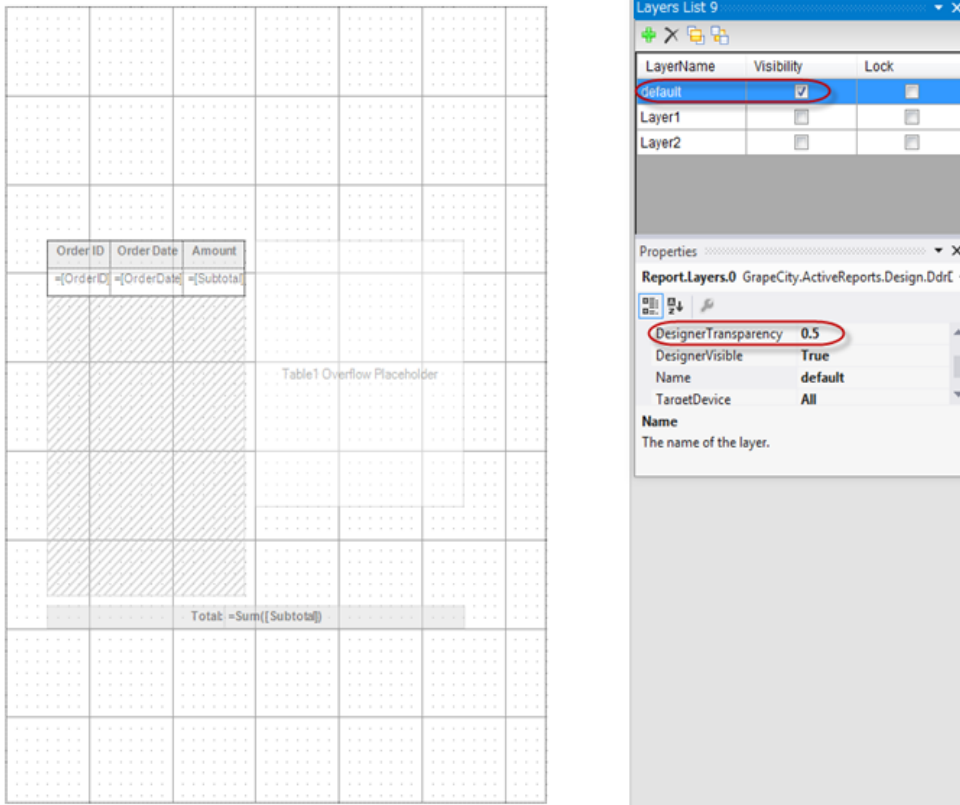 Order ID Order Date Amount
=[OrderID] =[OrderDate] =[Subtotal]
Table1 Overflow Placeholder
Total: =Sum([Subtotal])
Layers List 9
LayerName Visibility Lock
default
Layer1
Layer2
Properties
Report.Layers.0 GrapeCity.ActiveReports.Design.DdrE
DesignerTransparency 0.5
DesignerVisible True
Name default
TargetDevice All
Name
The name of the layer.